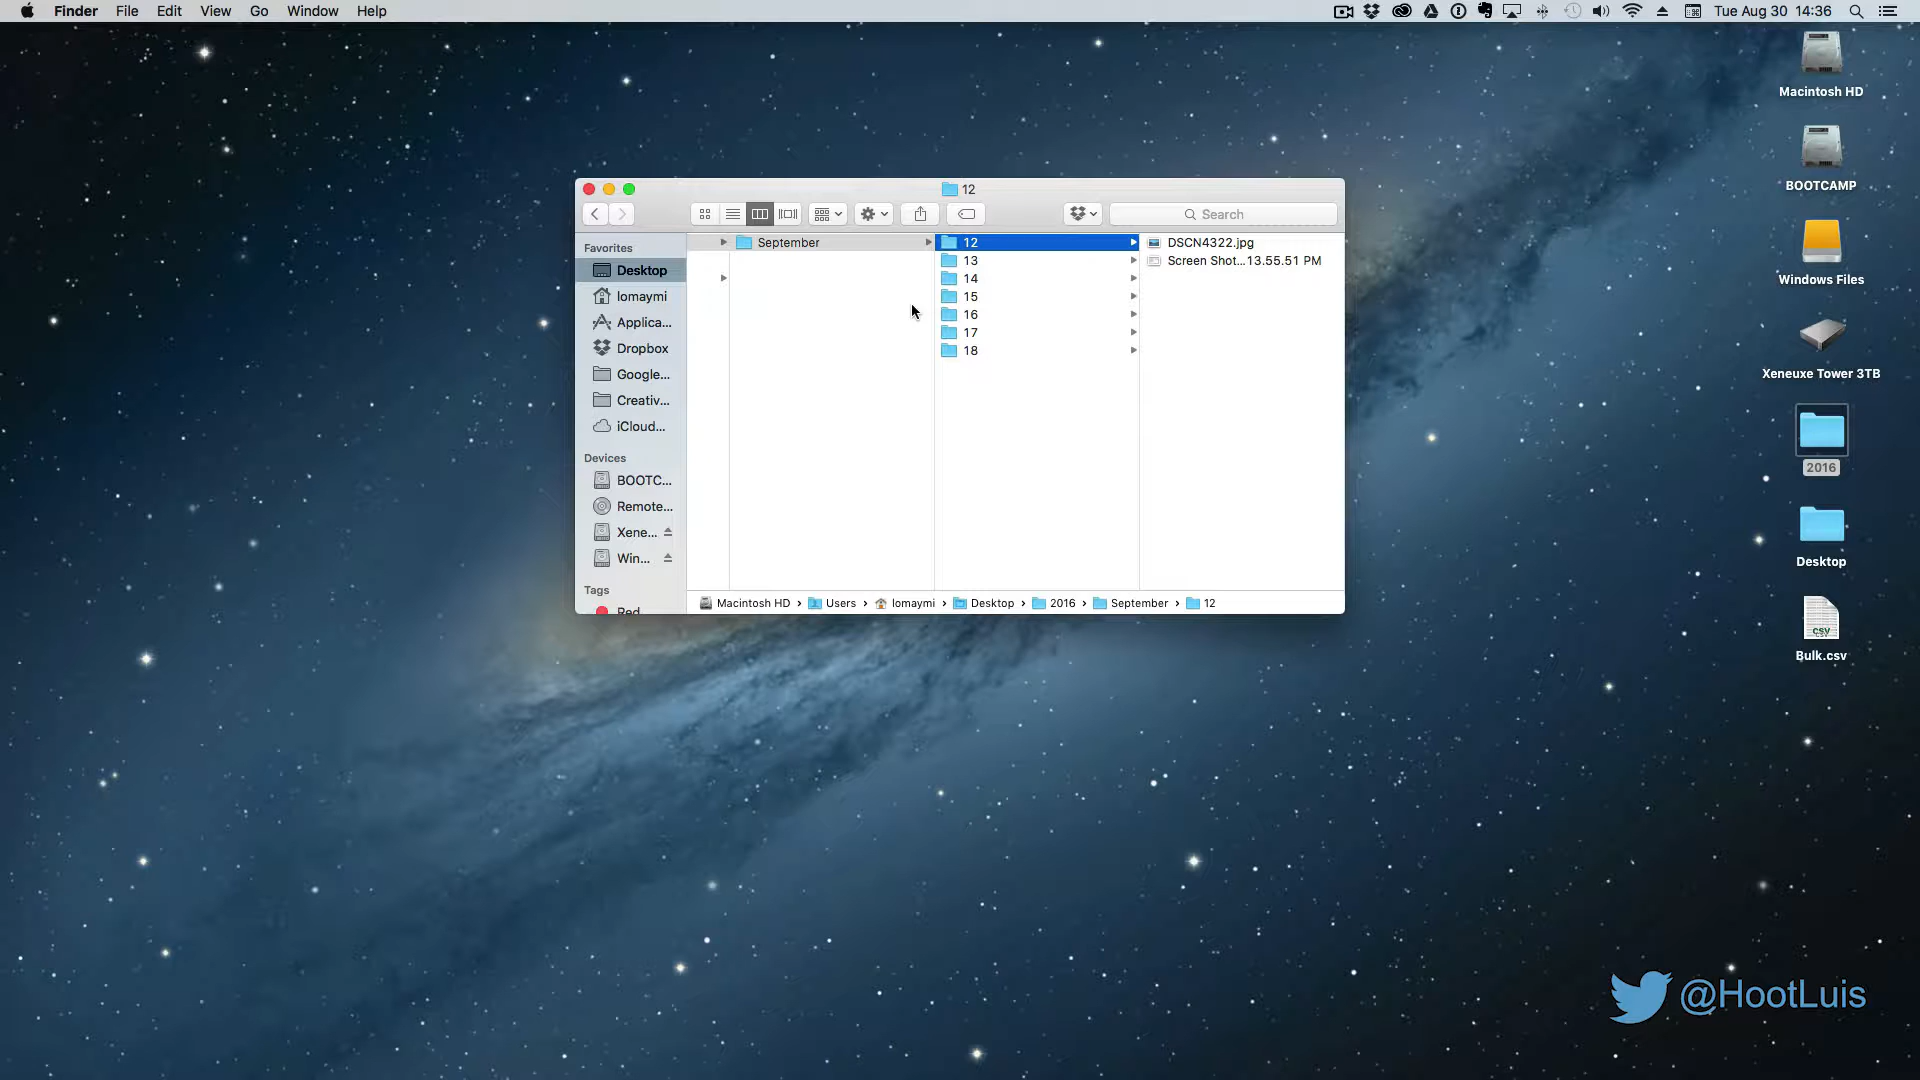 Finder File Edit View Go Window Help
Tue Aug 30 14:36
Macintosh HD
BOOTCAMP
Windows Files
Xeneuxe Tower 3TB
2016
Desktop
CSV
Bulk.csv
12
Search
Favorites
Desktop
lomaymi
Applica...
Dropbox
Google...
Creativ...
iCloud...
Devices
BOOTC...
Remote...
Xene...
Win...
Tags
Red
September
12
13
14
15
16
17
18
DSCN4322.jpg
Screen Shot...13.55.51 PM
Macintosh HD › Users › lomaymi › Desktop › 2016 › September › 12
@HootLuis